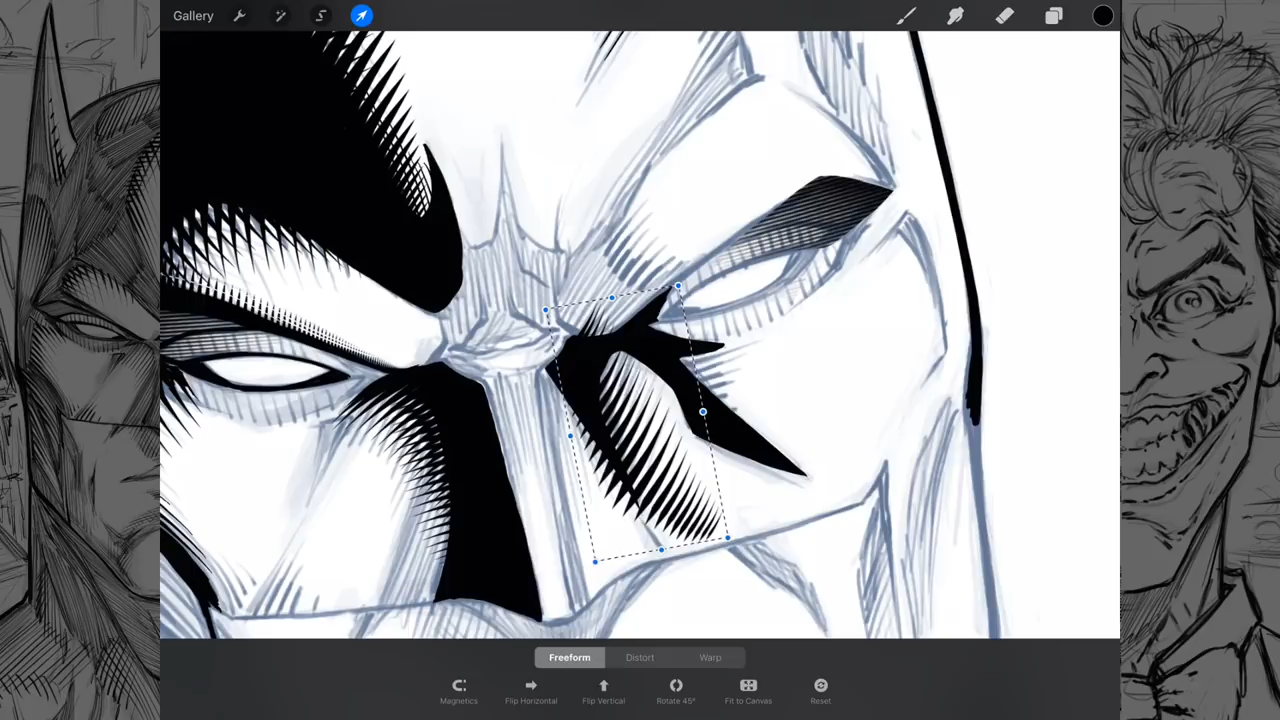 Gallery
Freeform Distort Warp
Magnetics Flip Horizontal Flip Vertical Rotate 45° Fit to Canvas Reset